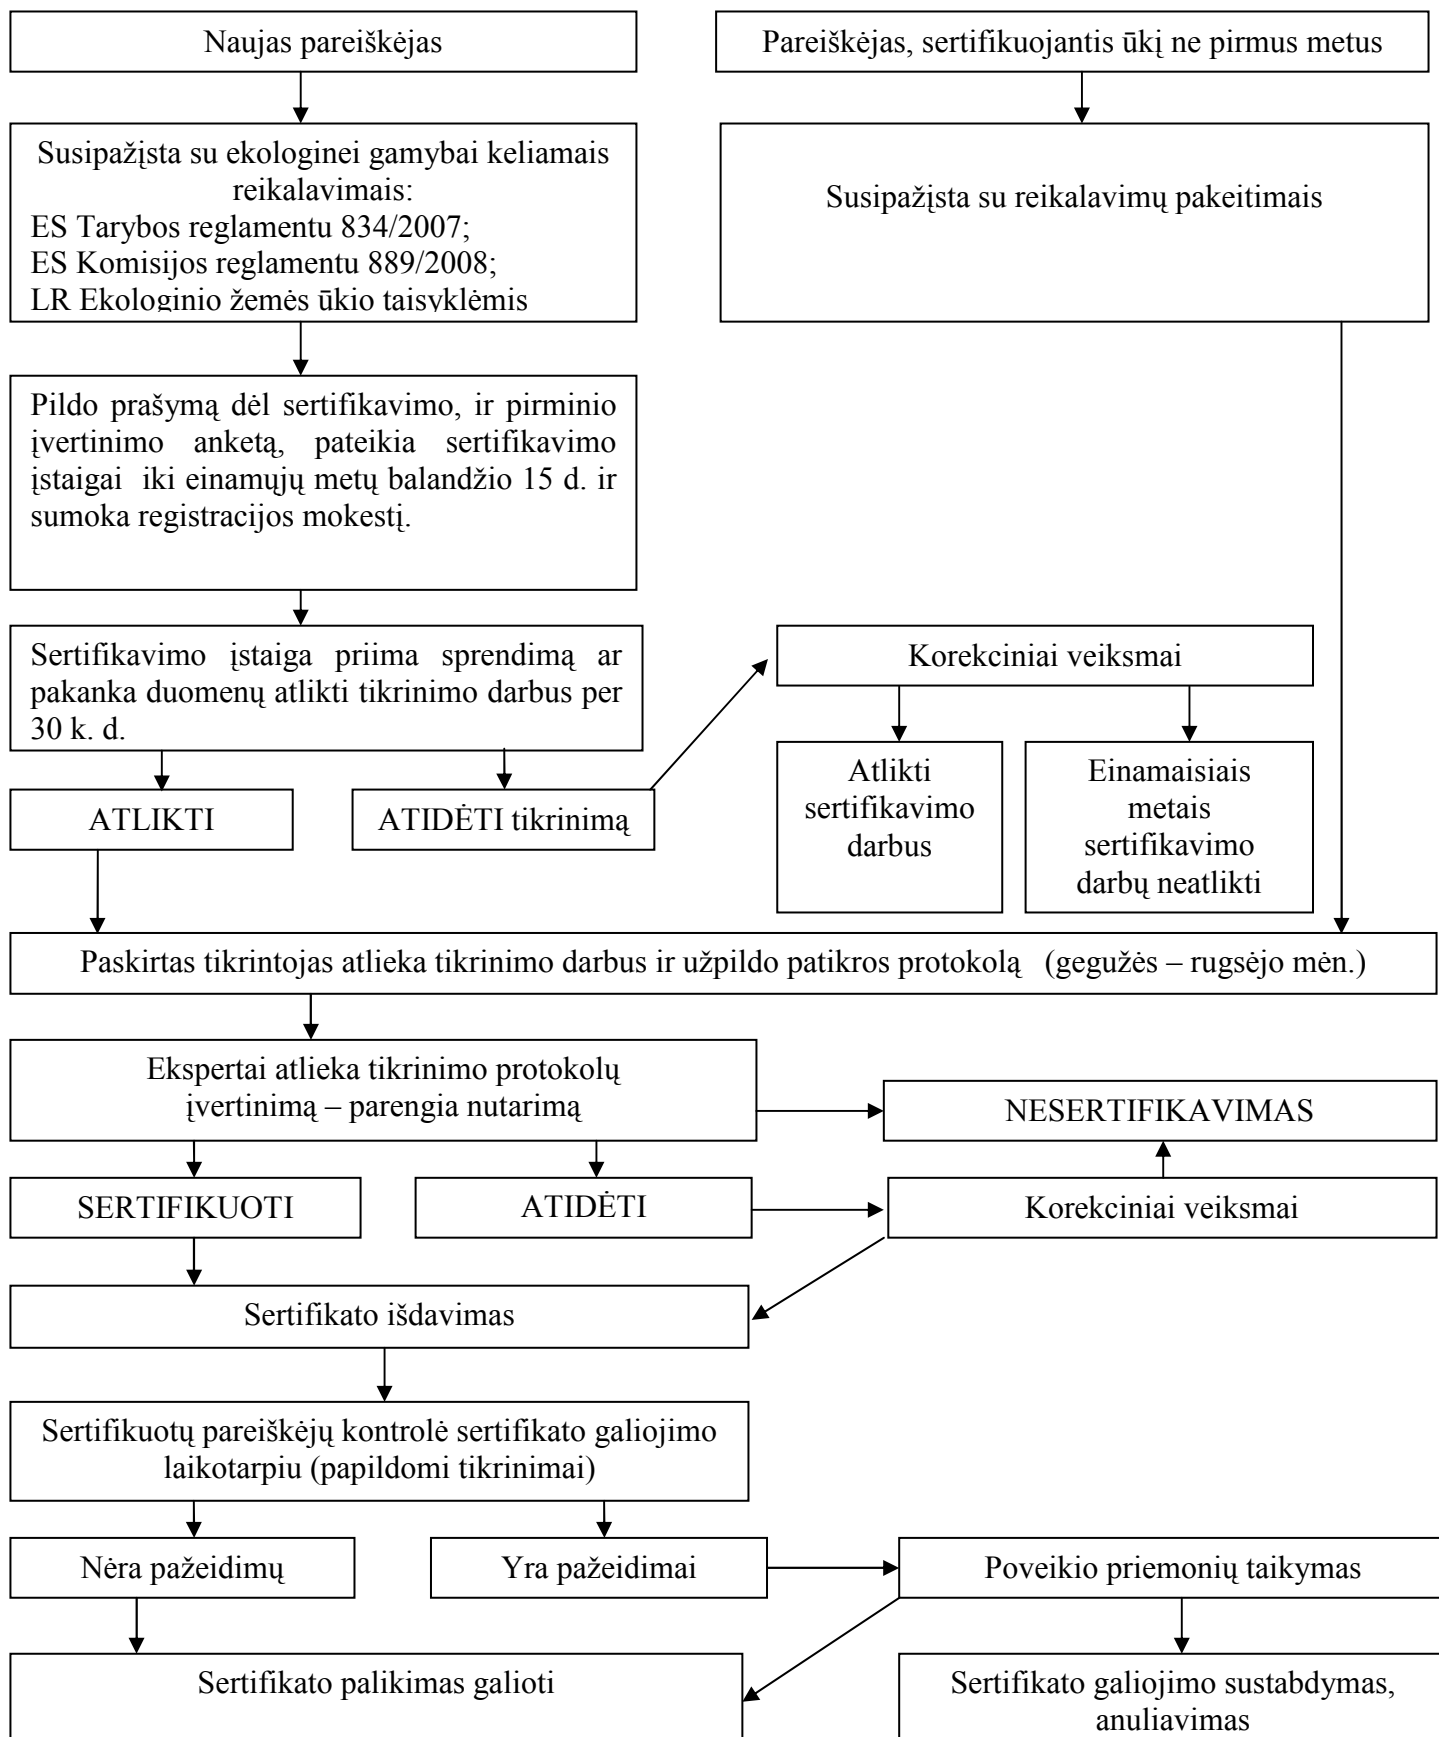 Naujas pareiškėjas
Pareiškėjas, sertifikuojantis ūkį ne pirmus metus
Susipažįsta su ekologinei gamybai keliamais
reikalavimais:
ES Tarybos reglamentu 834/2007;
ES Komisijos reglamentu 889/2008;
LR Ekologinio žemės ūkio taisyklėmis
Susipažįsta su reikalavimų pakeitimais
Pildo prašymą dėl sertifikavimo, ir pirminio
įvertinimo anketą, pateikia sertifikavimo
įstaigai iki einamųjų metų balandžio 15 d. ir
sumoka registracijos mokestį.
Sertifikavimo įstaiga priima sprendimą ar
pakanka duomenų atlikti tikrinimo darbus per
30 k. d.
Korekciniai veiksmai
ATLIKTI
ATIDĖTI tikrinimą
Atlikti
sertifikavimo
darbus
Einamaisiais
metais
sertifikavimo
darbų neatlikti
Paskirtas tikrintojas atlieka tikrinimo darbus ir užpildo patikros protokolą (gegužės – rugsėjo mėn.)
Ekspertai atlieka tikrinimo protokolų
įvertinimą – parengia nutarimą
NESERTIFIKAVIMAS
SERTIFIKUOTI
ATIDĖTI
Korekciniai veiksmai
Sertifikato išdavimas
Sertifikuotų pareiškėjų kontrolė sertifikato galiojimo
laikotarpiu (papildomi tikrinimai)
Nėra pažeidimų
Yra pažeidimai
Poveikio priemonių taikymas
Sertifikato palikimas galioti
Sertifikato galiojimo sustabdymas,
anuliavimas